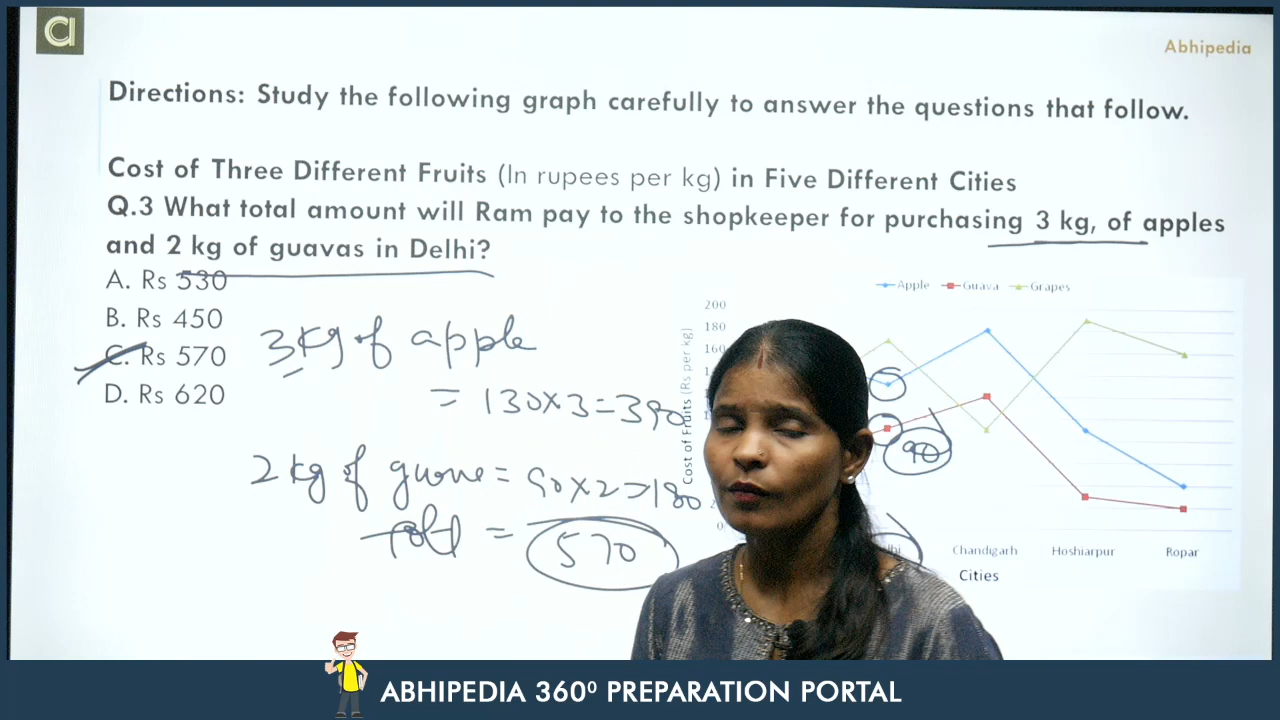 Abhipedia
Directions: Study the following graph carefully to answer the questions that follow.
Cost of Three Different Fruits (In rupees per kg) in Five Different Cities
Q.3 What total amount will Ram pay to the shopkeeper for purchasing 3 kg, of apples
and 2 kg of guavas in Delhi?
A. Rs 530
B. Rs 450
C. Rs 570
D. Rs 620
3 kg of apple
= 130×3=390
2 kg of = 90×2=180
= 570
Apple Guava Grapes
200
180
160
0
Cost of Fruits (Rs per kg)
90
Chandigarh Hoshiarpur Ropar
Cities
ABHIPEDIA 360⁰ PREPARATION PORTAL